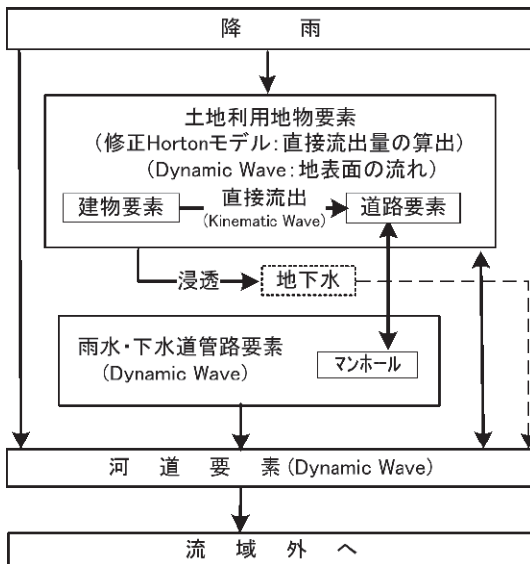 降 雨
土地利用地物要素
(修正Hortonモデル:直接流出量の算出)
(Dynamic Wave:地表面の流れ)
建物要素
直接流出
(Kinematic Wave)
道路要素
浸透
地下水
雨水・下水道管路要素
(Dynamic Wave)
マンホール
河 道 要 素(Dynamic Wave)
流 域 外 へ